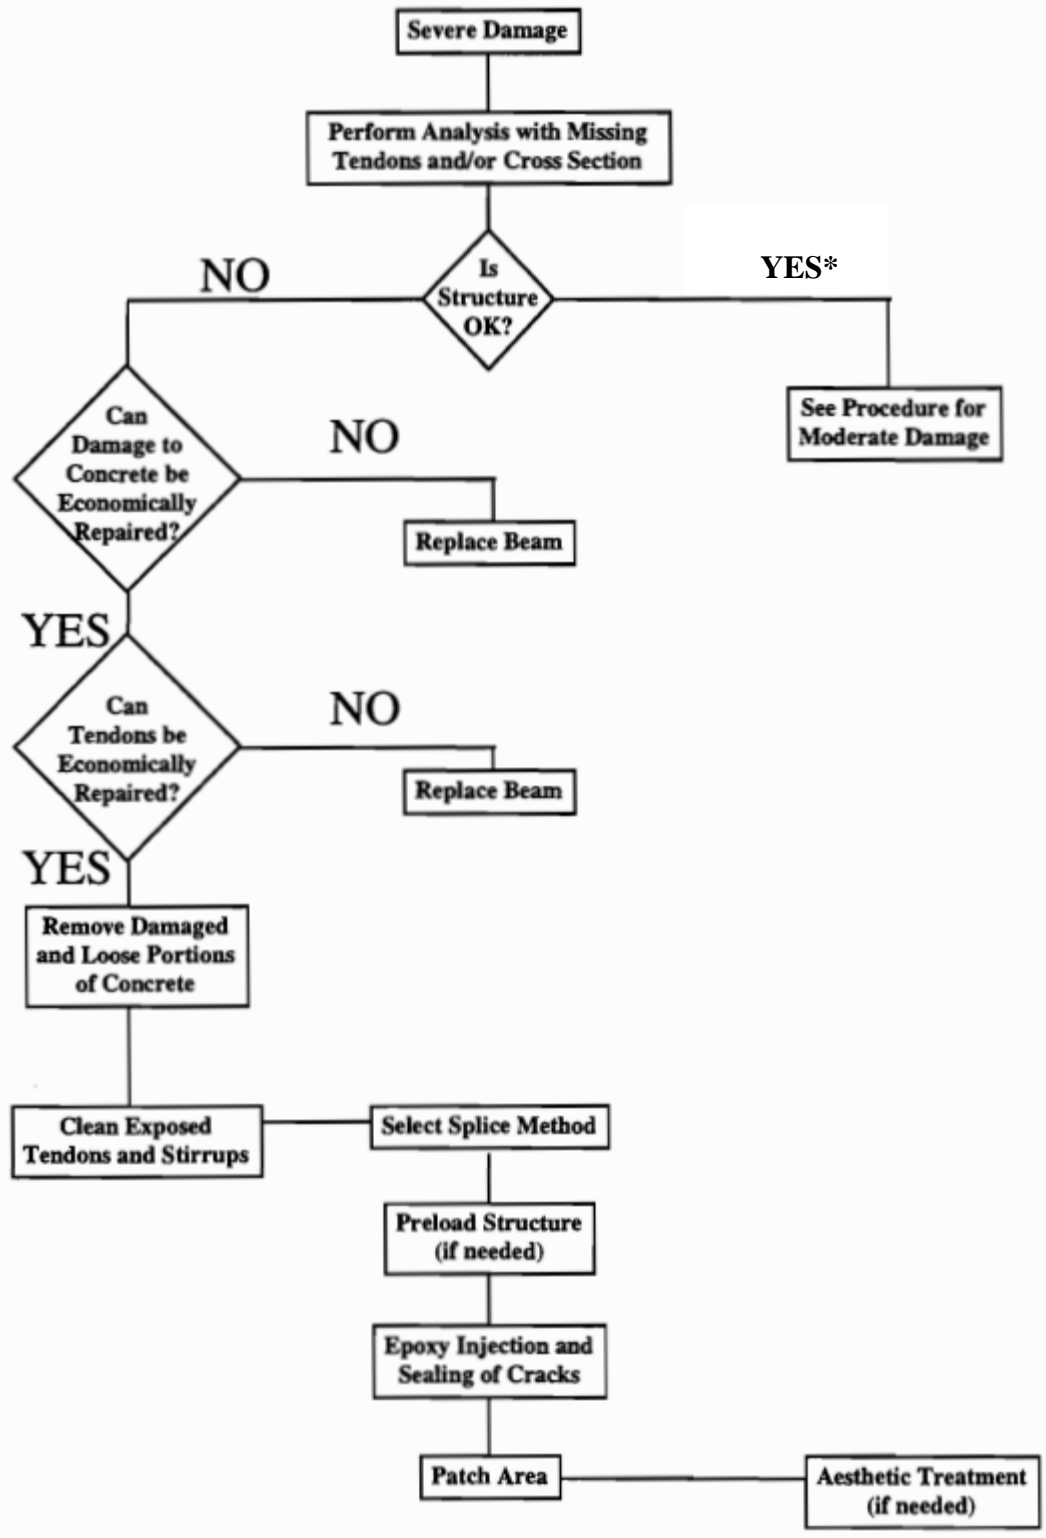 Severe Damage
Perform Analysis with Missing
Tendons and/or Cross Section
Is
Structure
OK?
NO
YES*
See Procedure for
Moderate Damage
Can
Damage to
Concrete be
Economically
Repaired?
NO
Replace Beam
YES
Can
Tendons be
Economically
Repaired?
NO
Replace Beam
YES
Remove Damaged
and Loose Portions
of Concrete
Clean Exposed
Tendons and Stirrups
Select Splice Method
Preload Structure
(if needed)
Epoxy Injection and
Sealing of Cracks
Patch Area
Aesthetic Treatment
(if needed)